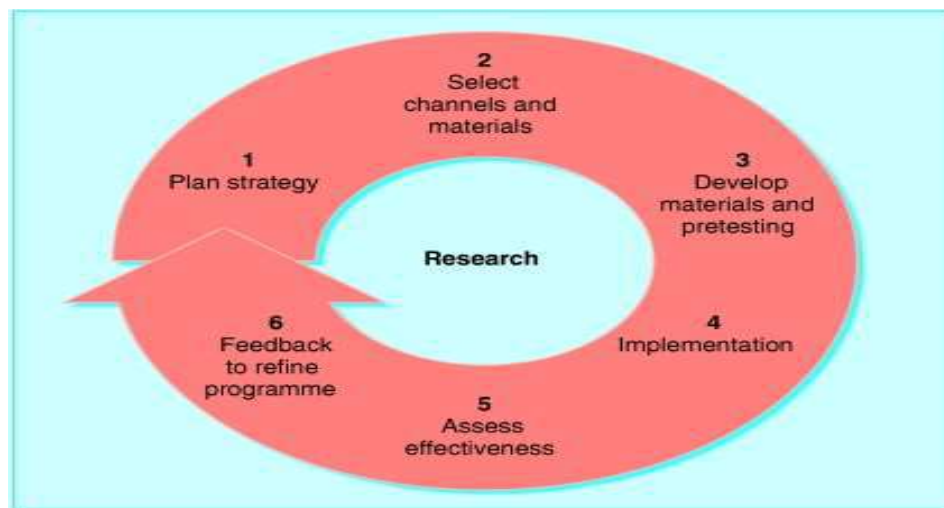 1
Plan strategy
2
Select
channels and
materials
3
Develop
materials and
pretesting
4
Implementation
5
Assess
effectiveness
6
Feedback
to refine
programme
Research